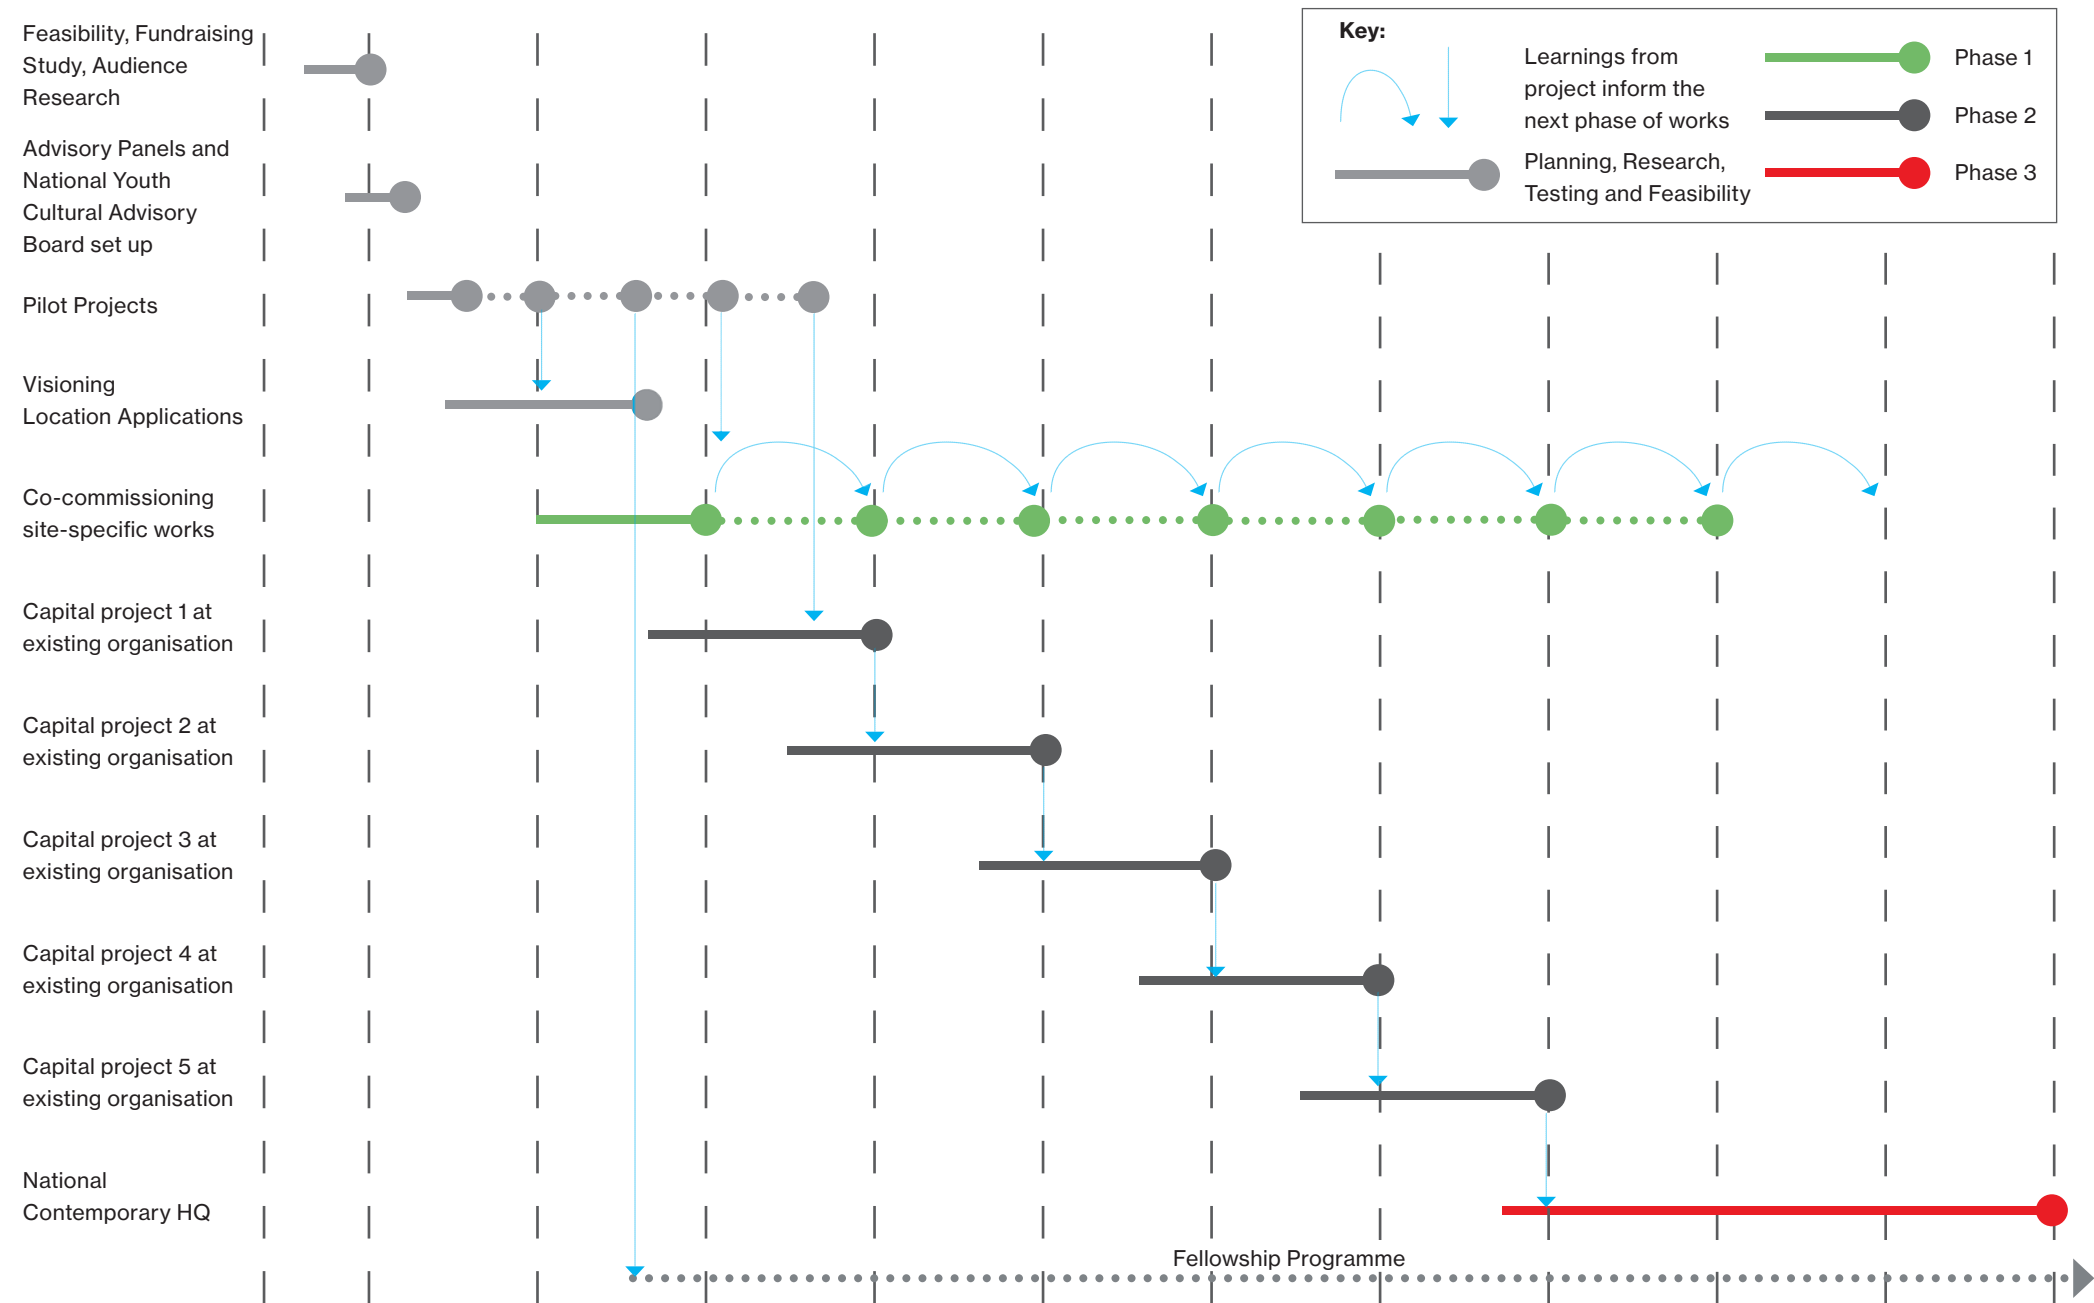 Feasibility, Fundraising
Study, Audience
Research
Advisory Panels and
National Youth
Cultural Advisory
Board set up
Pilot Projects
Visioning
Location Applications
Co-commissioning
site-specific works
Capital project 1 at
existing organisation
Capital project 2 at
existing organisation
Capital project 3 at
existing organisation
Capital project 4 at
existing organisation
Capital project 5 at
existing organisation
National
Contemporary HQ
Fellowship Programme
Key:
Learnings from
project inform the
next phase of works
Planning, Research,
Testing and Feasibility
Phase 1
Phase 2
Phase 3